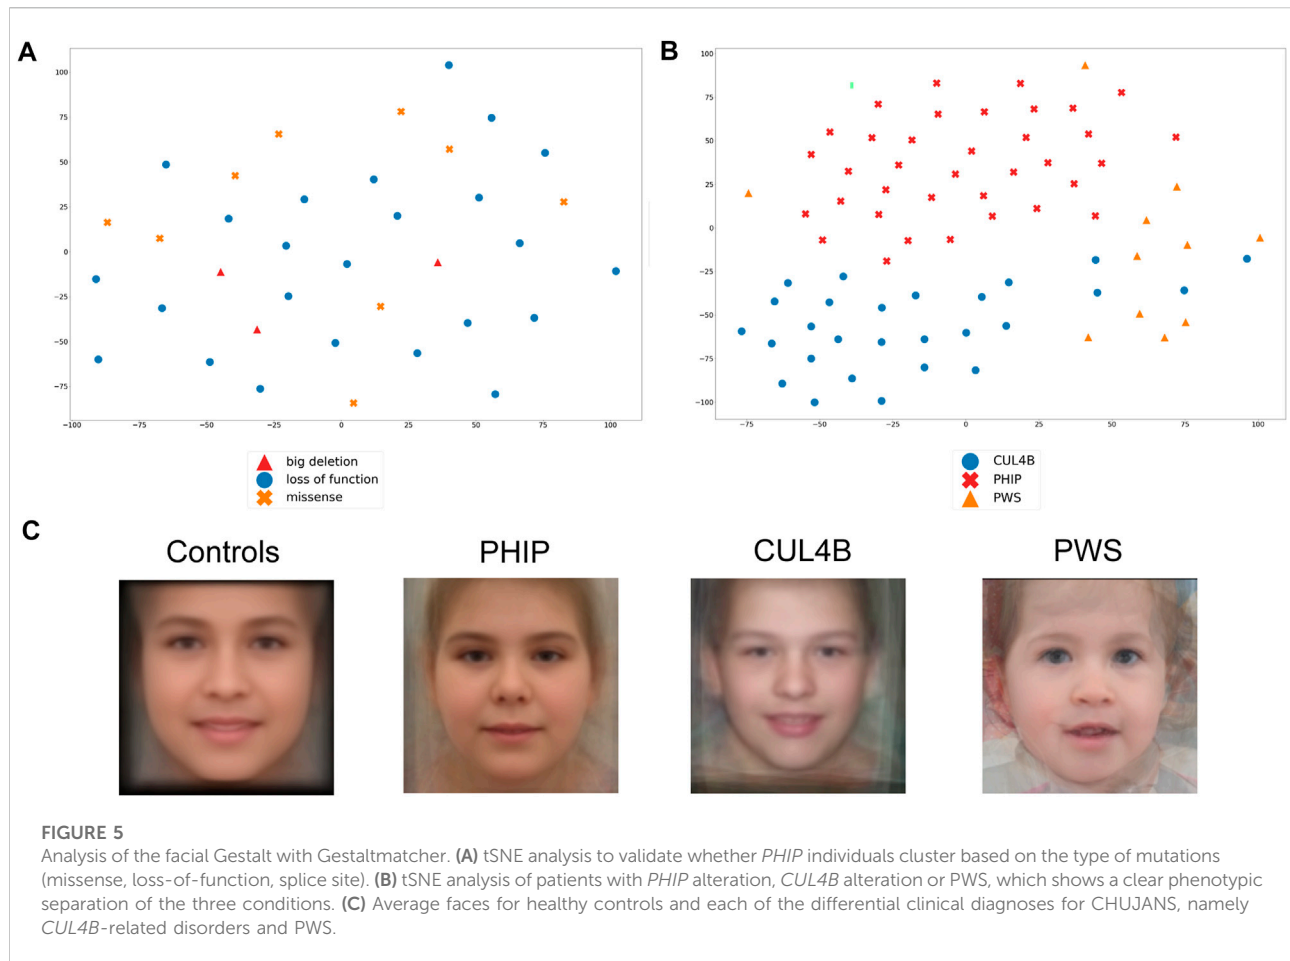 A
B
100
75
50
25
0
−25
−50
−75
−100
−75
−50
−25
0
25
50
75
100
100
75
50
25
0
−25
−50
−75
−100
−75
−50
−25
0
25
50
75
100
big deletion
loss of function
missense
CUL4B
PHIP
PWS
C
Controls
PHIP
CUL4B
PWS
FIGURE 5
Analysis of the facial Gestalt with Gestaltmatcher. (A) tSNE analysis to validate whether PHIP individuals cluster based on the type of mutations
(missense, loss-of-function, splice site). (B) tSNE analysis of patients with PHIP alteration, CUL4B alteration or PWS, which shows a clear phenotypic
separation of the three conditions. (C) Average faces for healthy controls and each of the differential clinical diagnoses for CHUJANS, namely
CUL4B-related disorders and PWS.